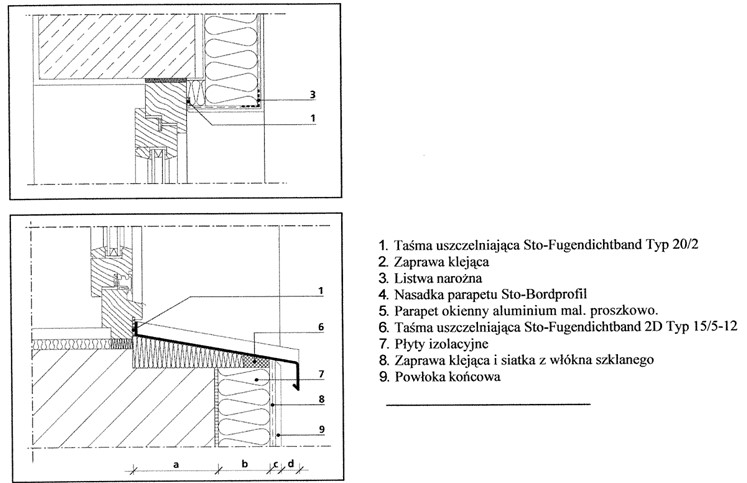 3
1
1
6
7
8
9
a b c d
1. Taśma uszczelniająca Sto-Fugendichtband Typ 20/2
2. Zaprawa klejąca
3. Listwa narożna
4. Nasadka parapetu Sto-Bordprofil
5. Parapet okienny aluminium mal. proszkowo.
6. Taśma uszczelniająca Sto-Fugendichtband 2D Typ 15/5-12
7. Płyty izolacyjne
8. Zaprawa klejąca i siatka z włókna szklanego
9. Powłoka końcowa